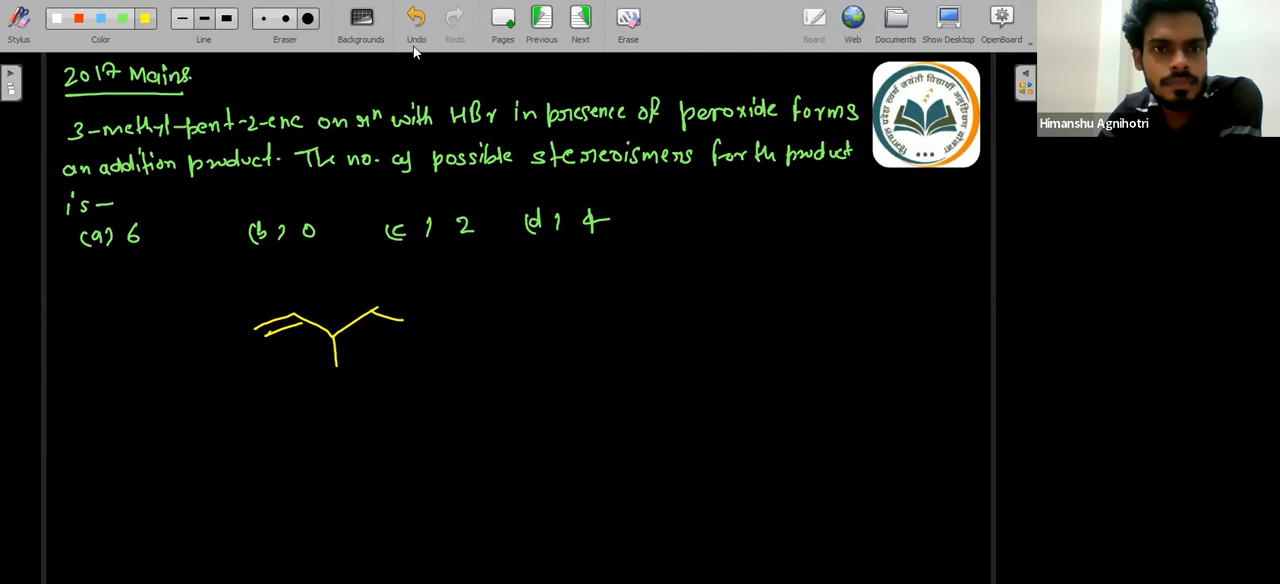 Stylus
Color
Line
Eraser
Backgrounds
Undo
Redo
Pages
Previous
Next
Erase
Board
Web
Documents
Show Desktop
OpenBoard
2017 Mains.
3-methyl-pent-2-ene on rxn with HBr in presence of peroxide forms
an addition product. The no. of possible stereoismers for th product
is—
(a) 6 (b) 0 (c) 2 (d) 4
Himanshu Agnihotri